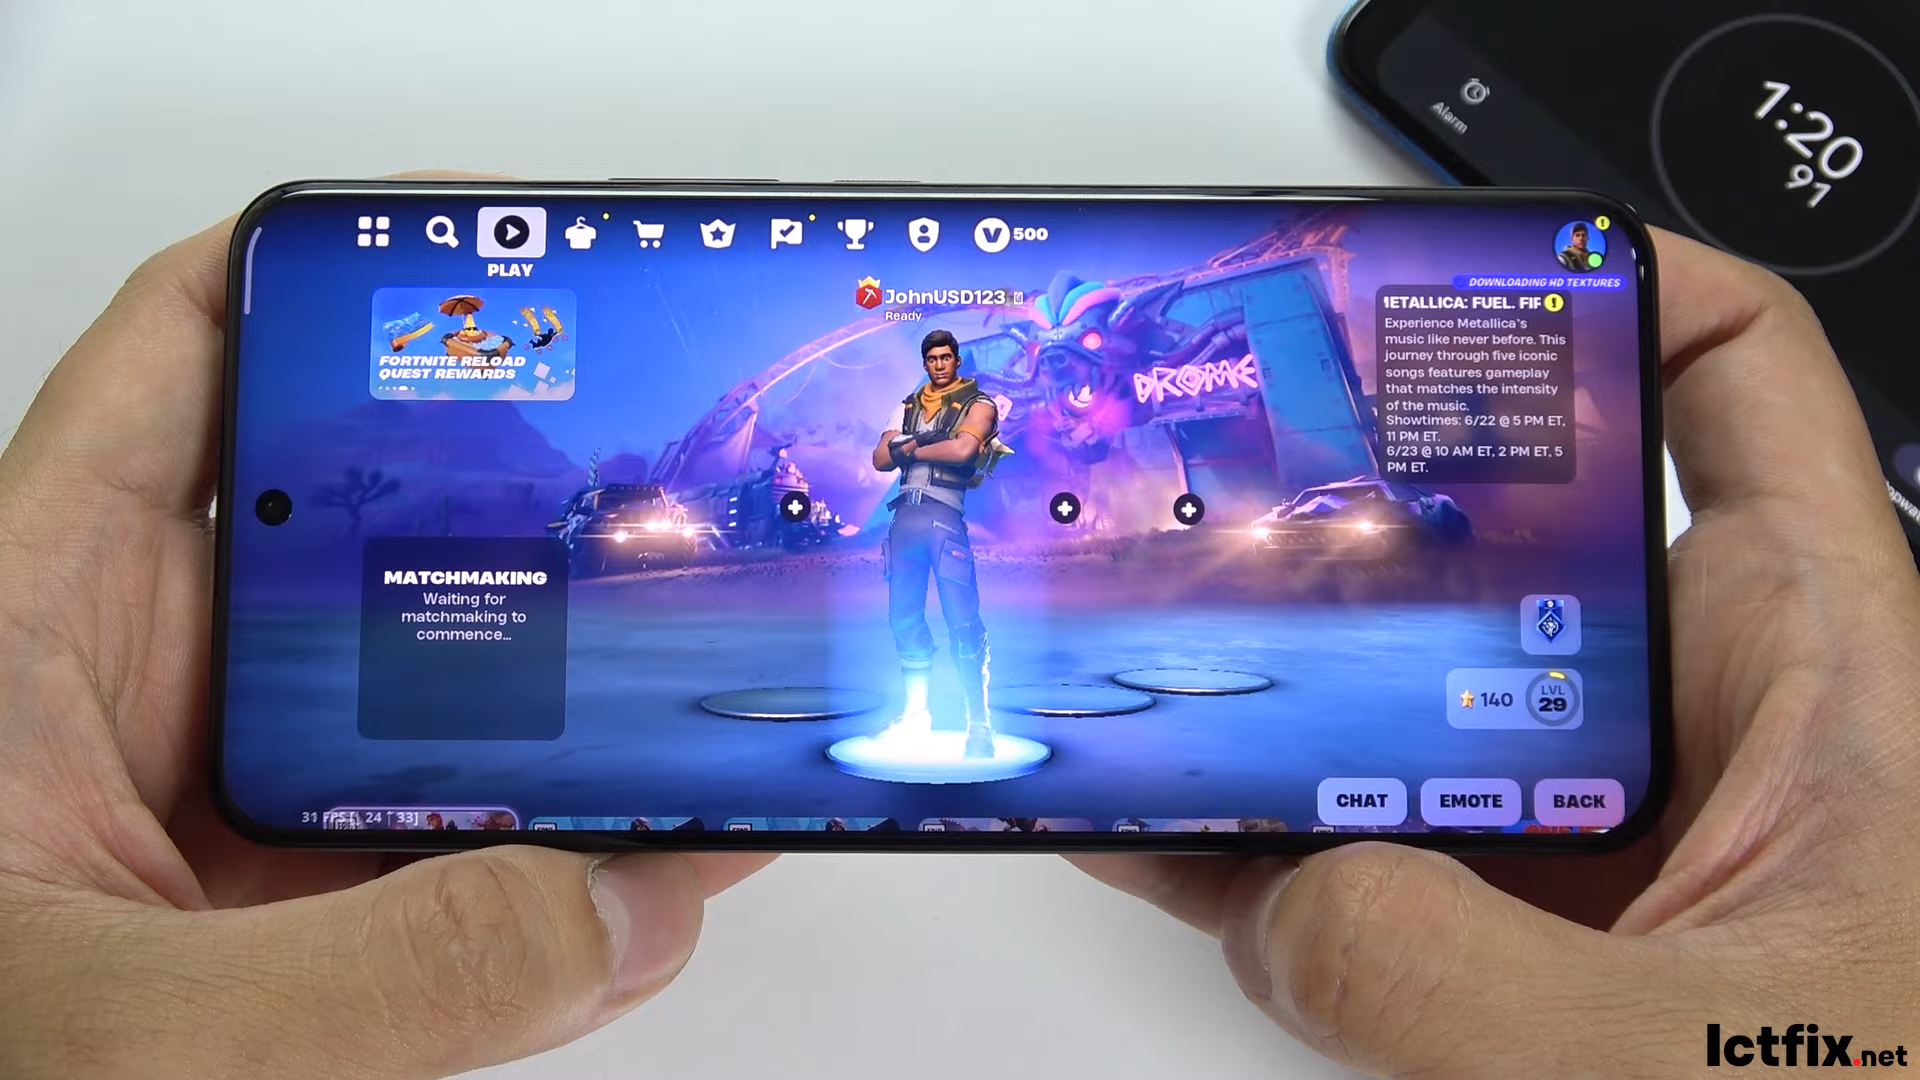 Alarm
1:20
91
500
PLAY
JohnUSD123
Ready
DOWNLOADING HD TEXTURES
ETALLICA: FUEL. FIR
Experience Metallica's
music like never before. This
journey through five iconic
songs features gameplay
that matches the intensity
of the music.
Showtimes: 6/22 @ 5 PM ET,
11 PM ET.
6/23 @ 10 AM ET, 2 PM ET, 5
PM ET.
FORTNITE RELOAD
QUEST REWARDS
DROME
MATCHMAKING
Waiting for
matchmaking to
commence...
140
LVL
29
CHAT
EMOTE
BACK
31 FPS [↓ 24 ↑ 33]
Ictfix.net